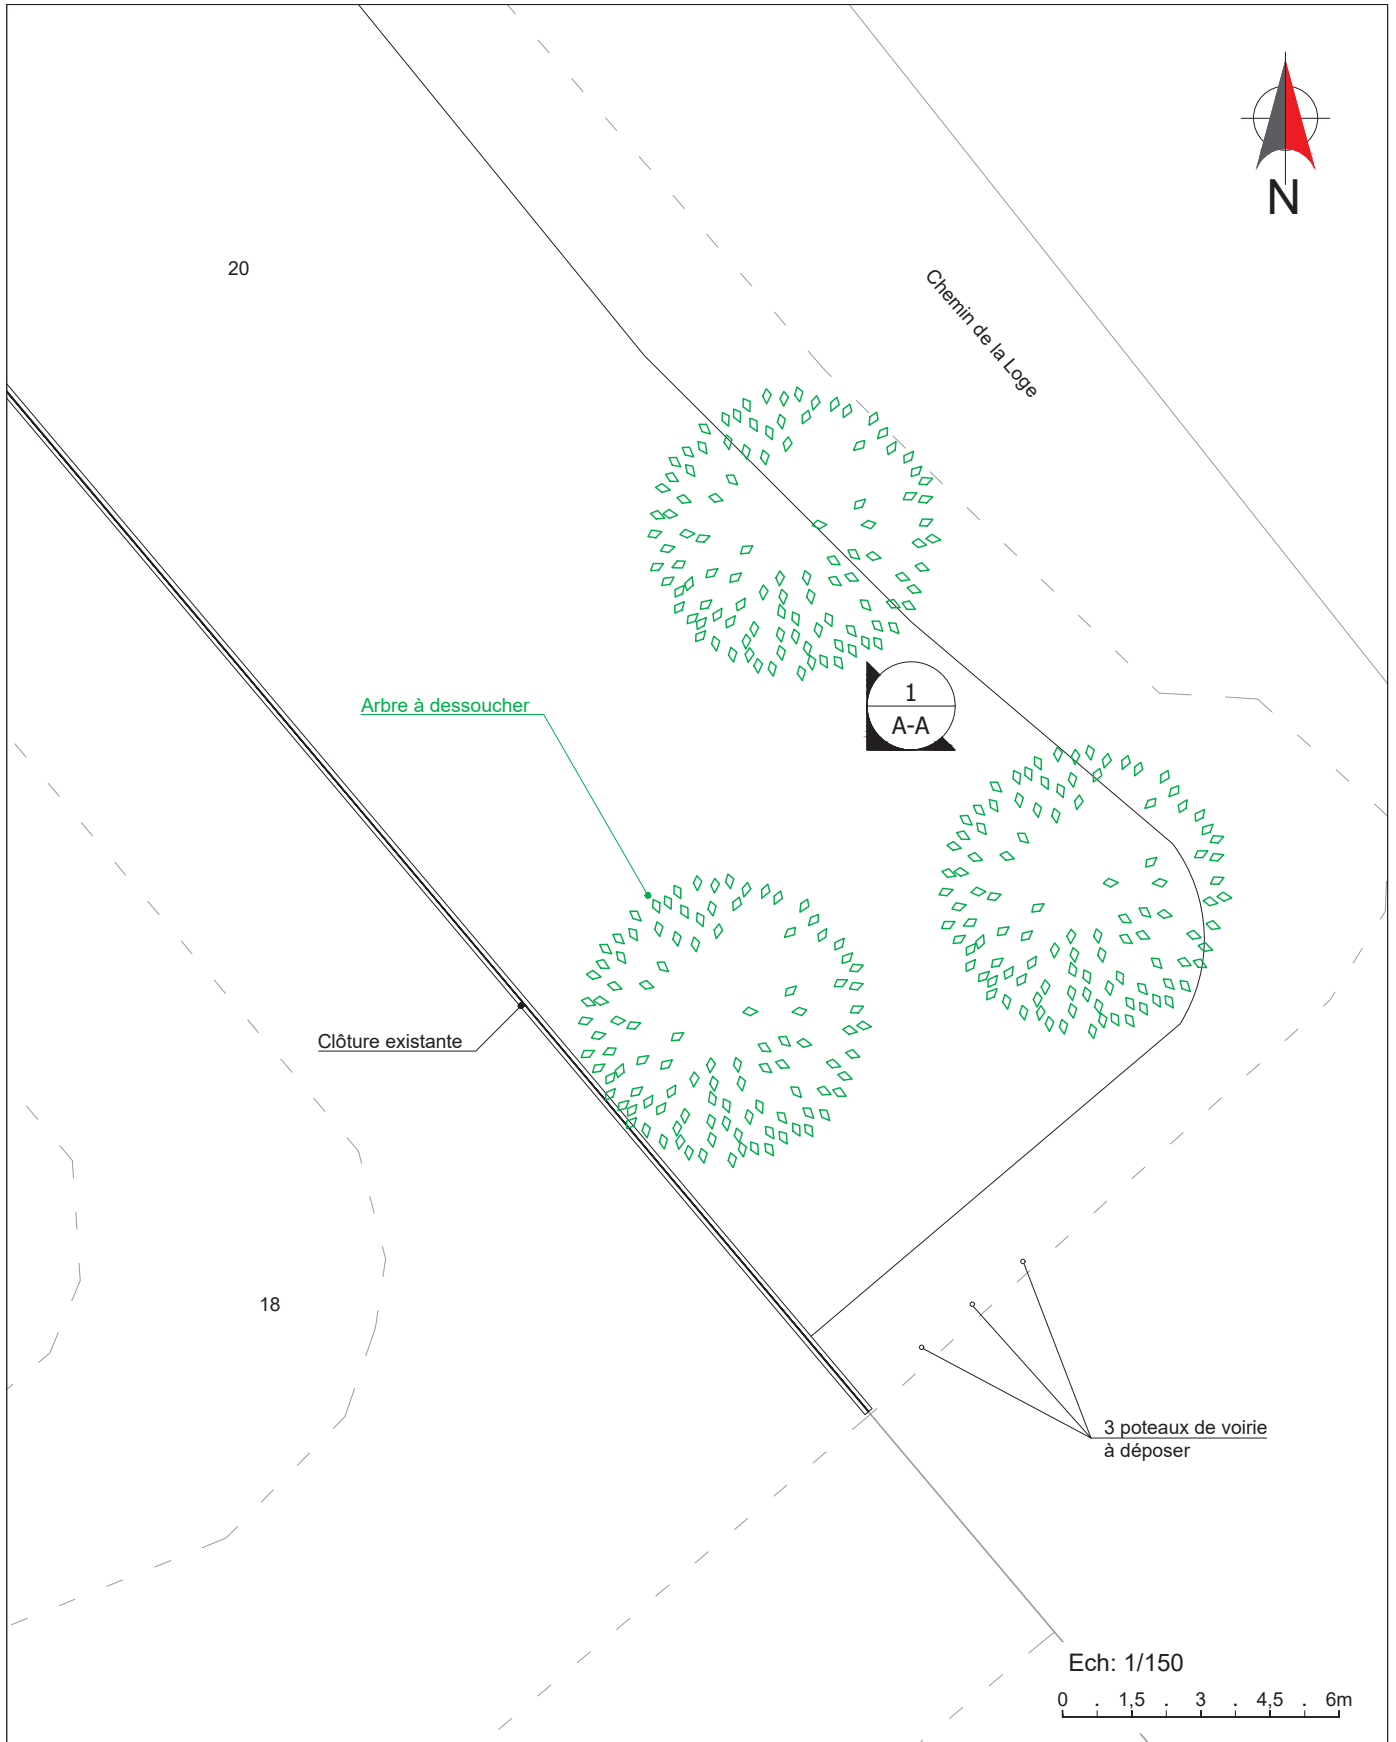 N
20
Chemin de la Loge
1
A-A
Arbre à dessoucher
Clôture existante
18
3 poteaux de voirie
à déposer
Ech: 1/150
0 . 1,5 . 3 . 4,5 . 6m